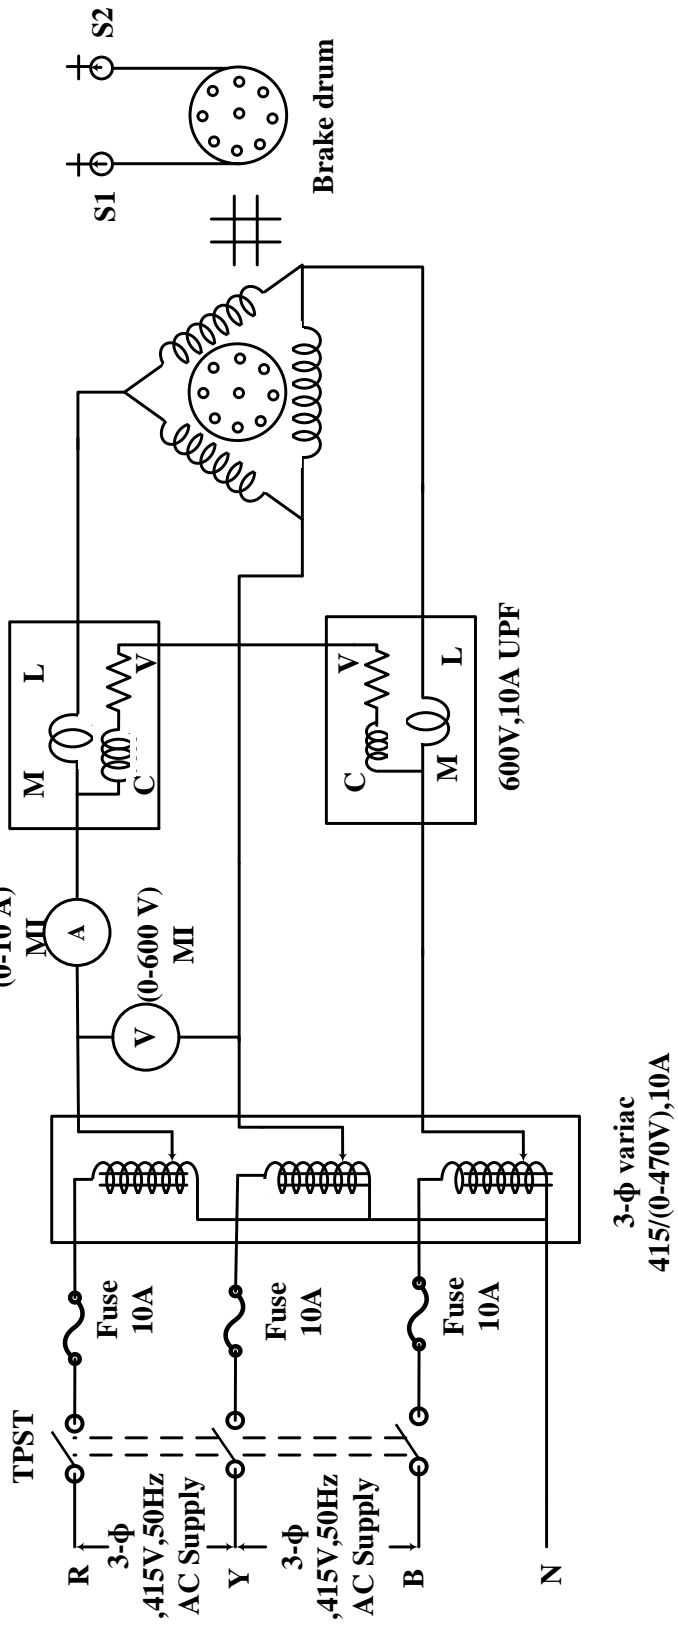 TPST
R
3-ф
,415V,50Hz
AC Supply
Y
3-ф
,415V,50Hz
AC Supply
B
N
Fuse
10A
Fuse
10A
Fuse
10A
3-ф variac
415/(0-470V),10A
V
(0-600 V)
MI
A
(0-10 A)
MI
M
L
C
V
C
V
M
L
600V,10A UPF
S1
S2
Brake drum